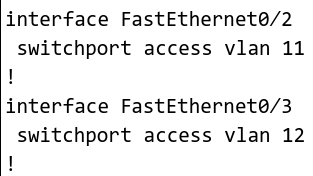 interface FastEthernet0/2
 switchport access vlan 11
!
interface FastEthernet0/3
 switchport access vlan 12
!